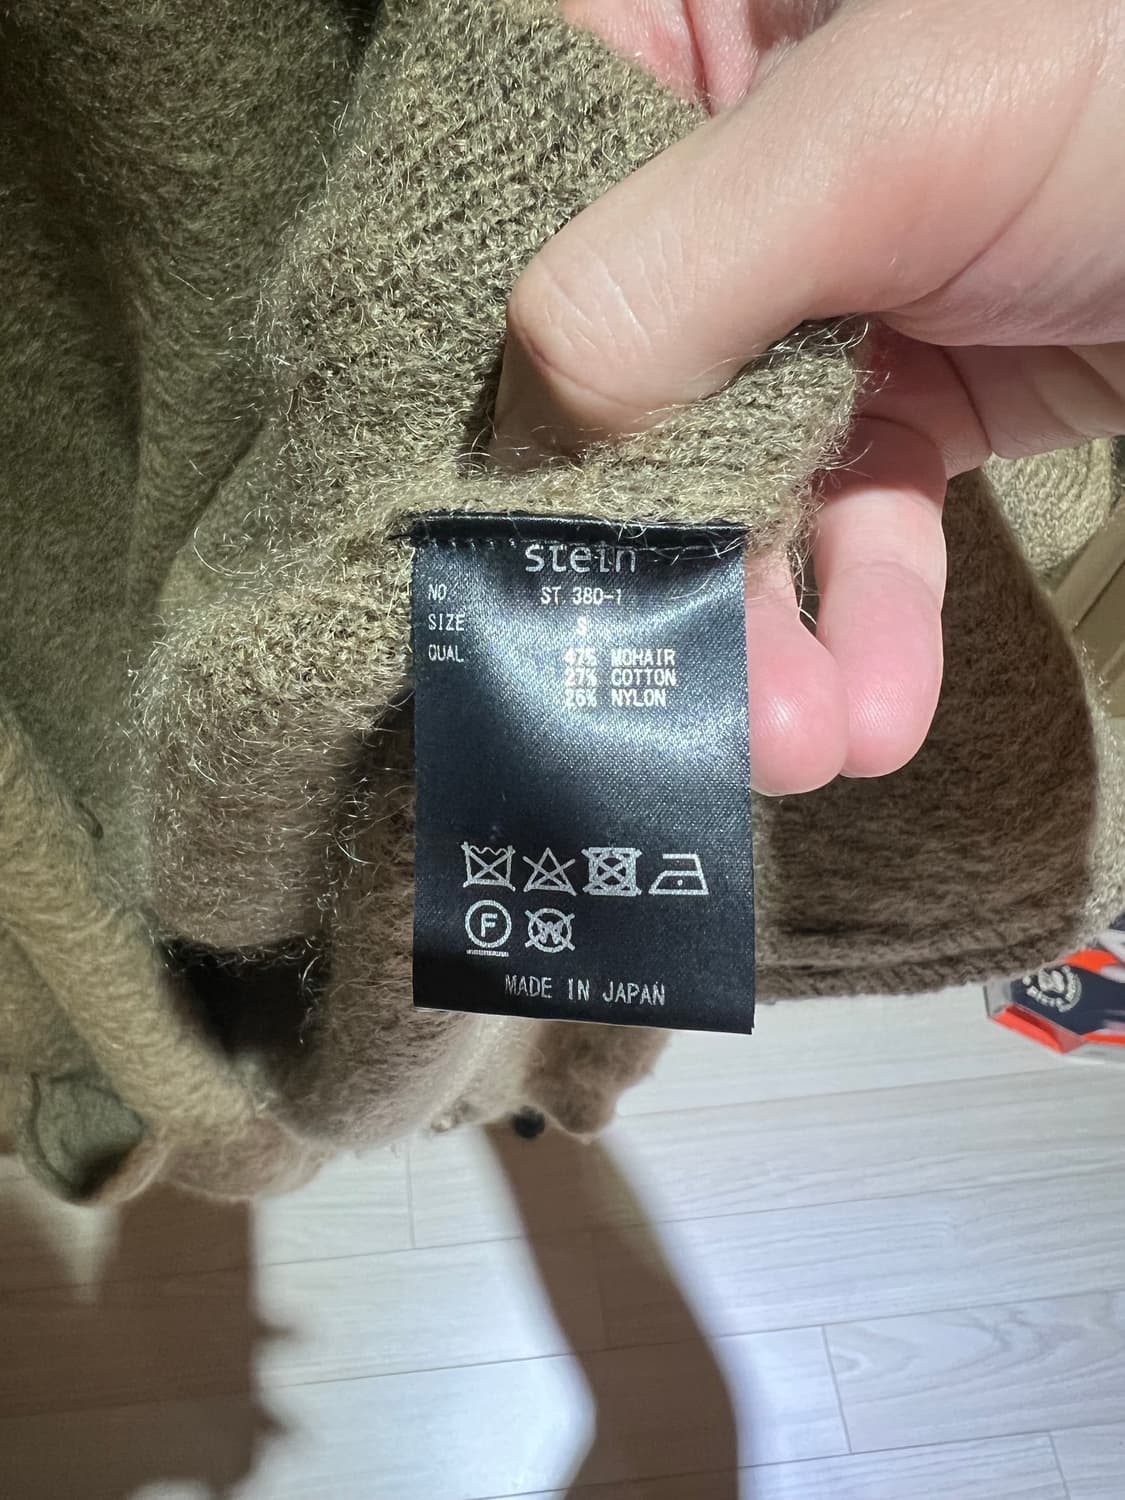 stein
NO. ST.380-1
SIZE S
QUAL 47% MOHAIR
27% COTTON
26% NYLON
F
W
MADE IN JAPAN